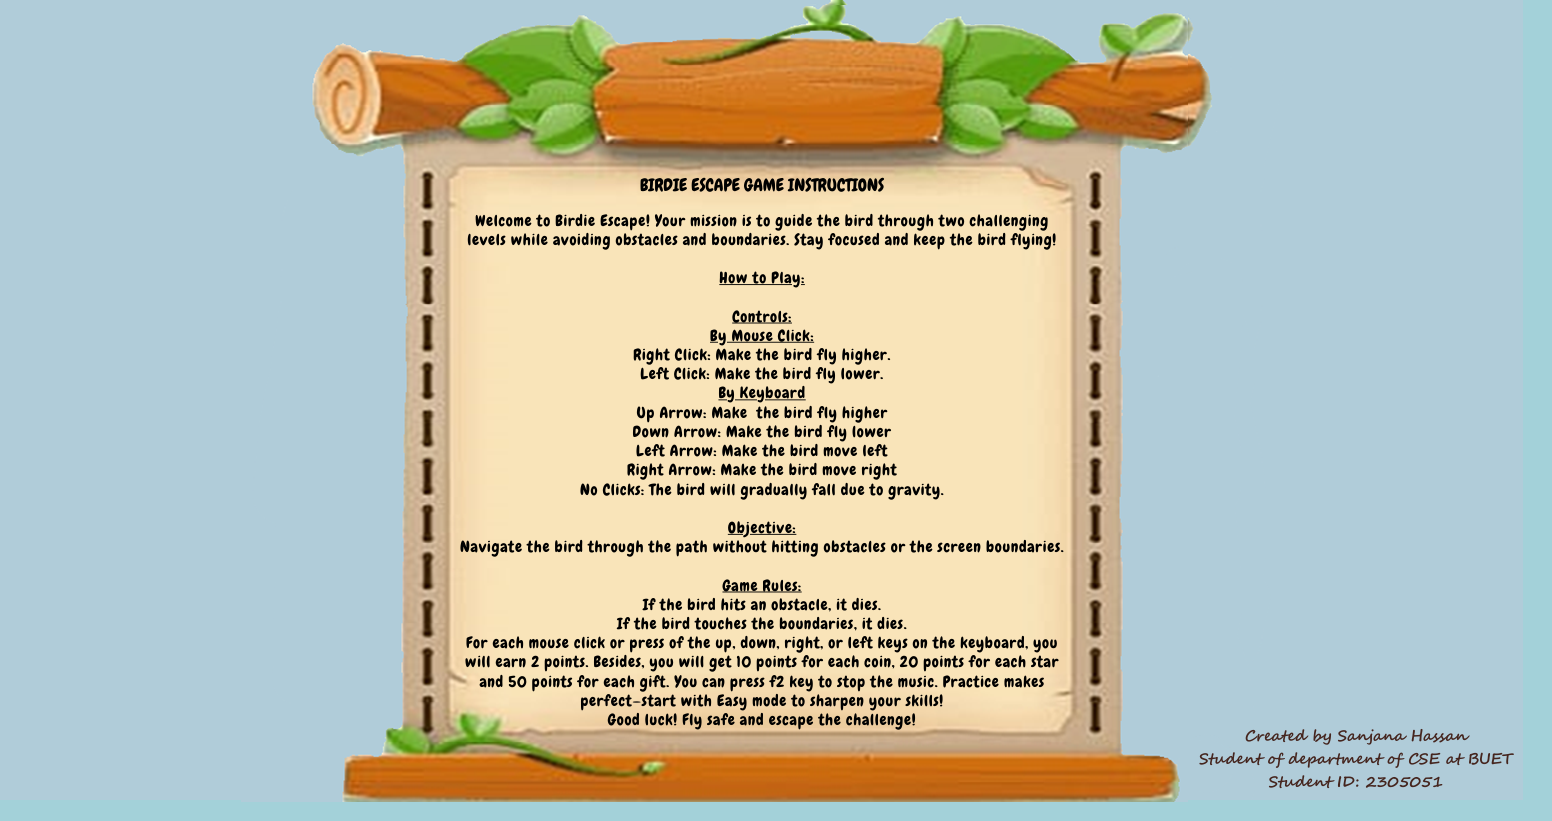 BIRDIE ESCAPE GAME INSTRUCTIONS
Welcome to Birdie Escape! Your mission is to guide the bird through two challenging
levels while avoiding obstacles and boundaries. Stay focused and keep the bird flying!
How to Play:
Controls:
By Mouse Click:
Right Click: Make the bird fly higher.
Left Click: Make the bird fly lower.
By Keyboard
Up Arrow: Make  the bird fly higher
Down Arrow: Make the bird fly lower
Left Arrow: Make the bird move left
Right Arrow: Make the bird move right
No Clicks: The bird will gradually fall due to gravity.
Objective:
Navigate the bird through the path without hitting obstacles or the screen boundaries.
Game Rules:
If the bird hits an obstacle, it dies.
If the bird touches the boundaries, it dies.
For each mouse click or press of the up, down, right, or left keys on the keyboard, you
will earn 2 points. Besides, you will get 10 points for each coin, 20 points for each star
and 50 points for each gift. You can press f2 key to stop the music. Practice makes
perfect–start with Easy mode to sharpen your skills!
Good luck! Fly safe and escape the challenge!
Created by Sanjana Hassan
Student of department of CSE at BUET
Student ID: 2305051